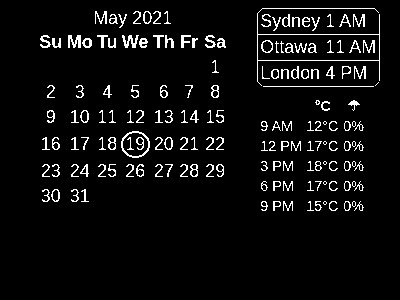 May 2021
Su Mo Tu We Th Fr Sa
1
2 3 4 5 6 7 8
9 10 11 12 13 14 15
16 17 18 19 20 21 22
23 24 25 26 27 28 29
30 31
Sydney 1 AM
Ottawa 11 AM
London 4 PM
°C ☂
9 AM 12°C 0%
12 PM 17°C 0%
3 PM 18°C 0%
6 PM 17°C 0%
9 PM 15°C 0%